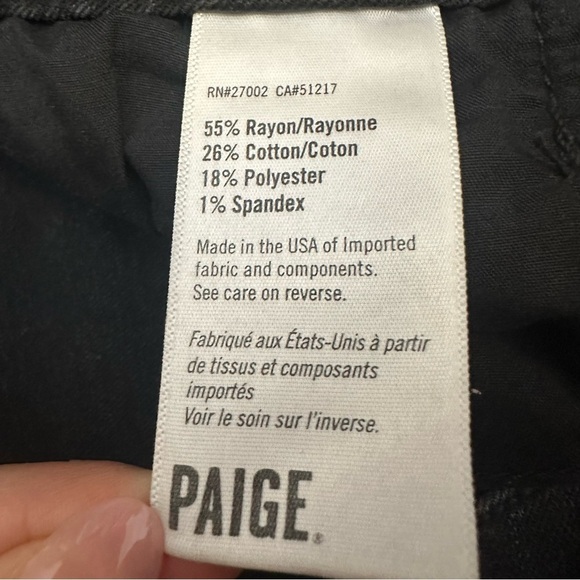 RN#27002 CA#51217
55% Rayon/Rayonne
26% Cotton/Coton
18% Polyester
1% Spandex
Made in the USA of Imported
fabric and components.
See care on reverse.
Fabriqué aux États-Unis à partir
de tissus et composants
importés
Voir le soin sur l'inverse.
PAIGE®